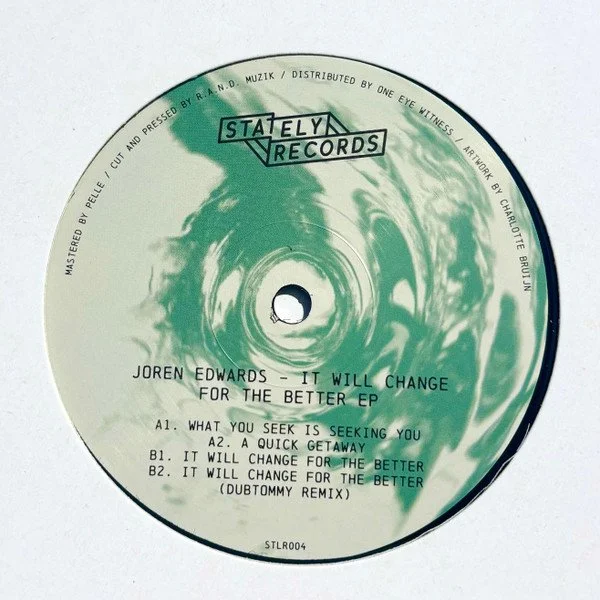 MASTERED BY PELLE / CUT AND PRESSED BY R.A.N.D. MUZIK / DISTRIBUTED BY ONE EYE WITNESS / ARTWORK BY CHARLOTTE BRUIJN
STATELY
RECORDS
JOREN EDWARDS - IT WILL CHANGE
FOR THE BETTER EP
A1. WHAT YOU SEEK IS SEEKING YOU
A2. A QUICK GETAWAY
B1. IT WILL CHANGE FOR THE BETTER
B2. IT WILL CHANGE FOR THE BETTER
(DUBTOMMY REMIX)
STLR004